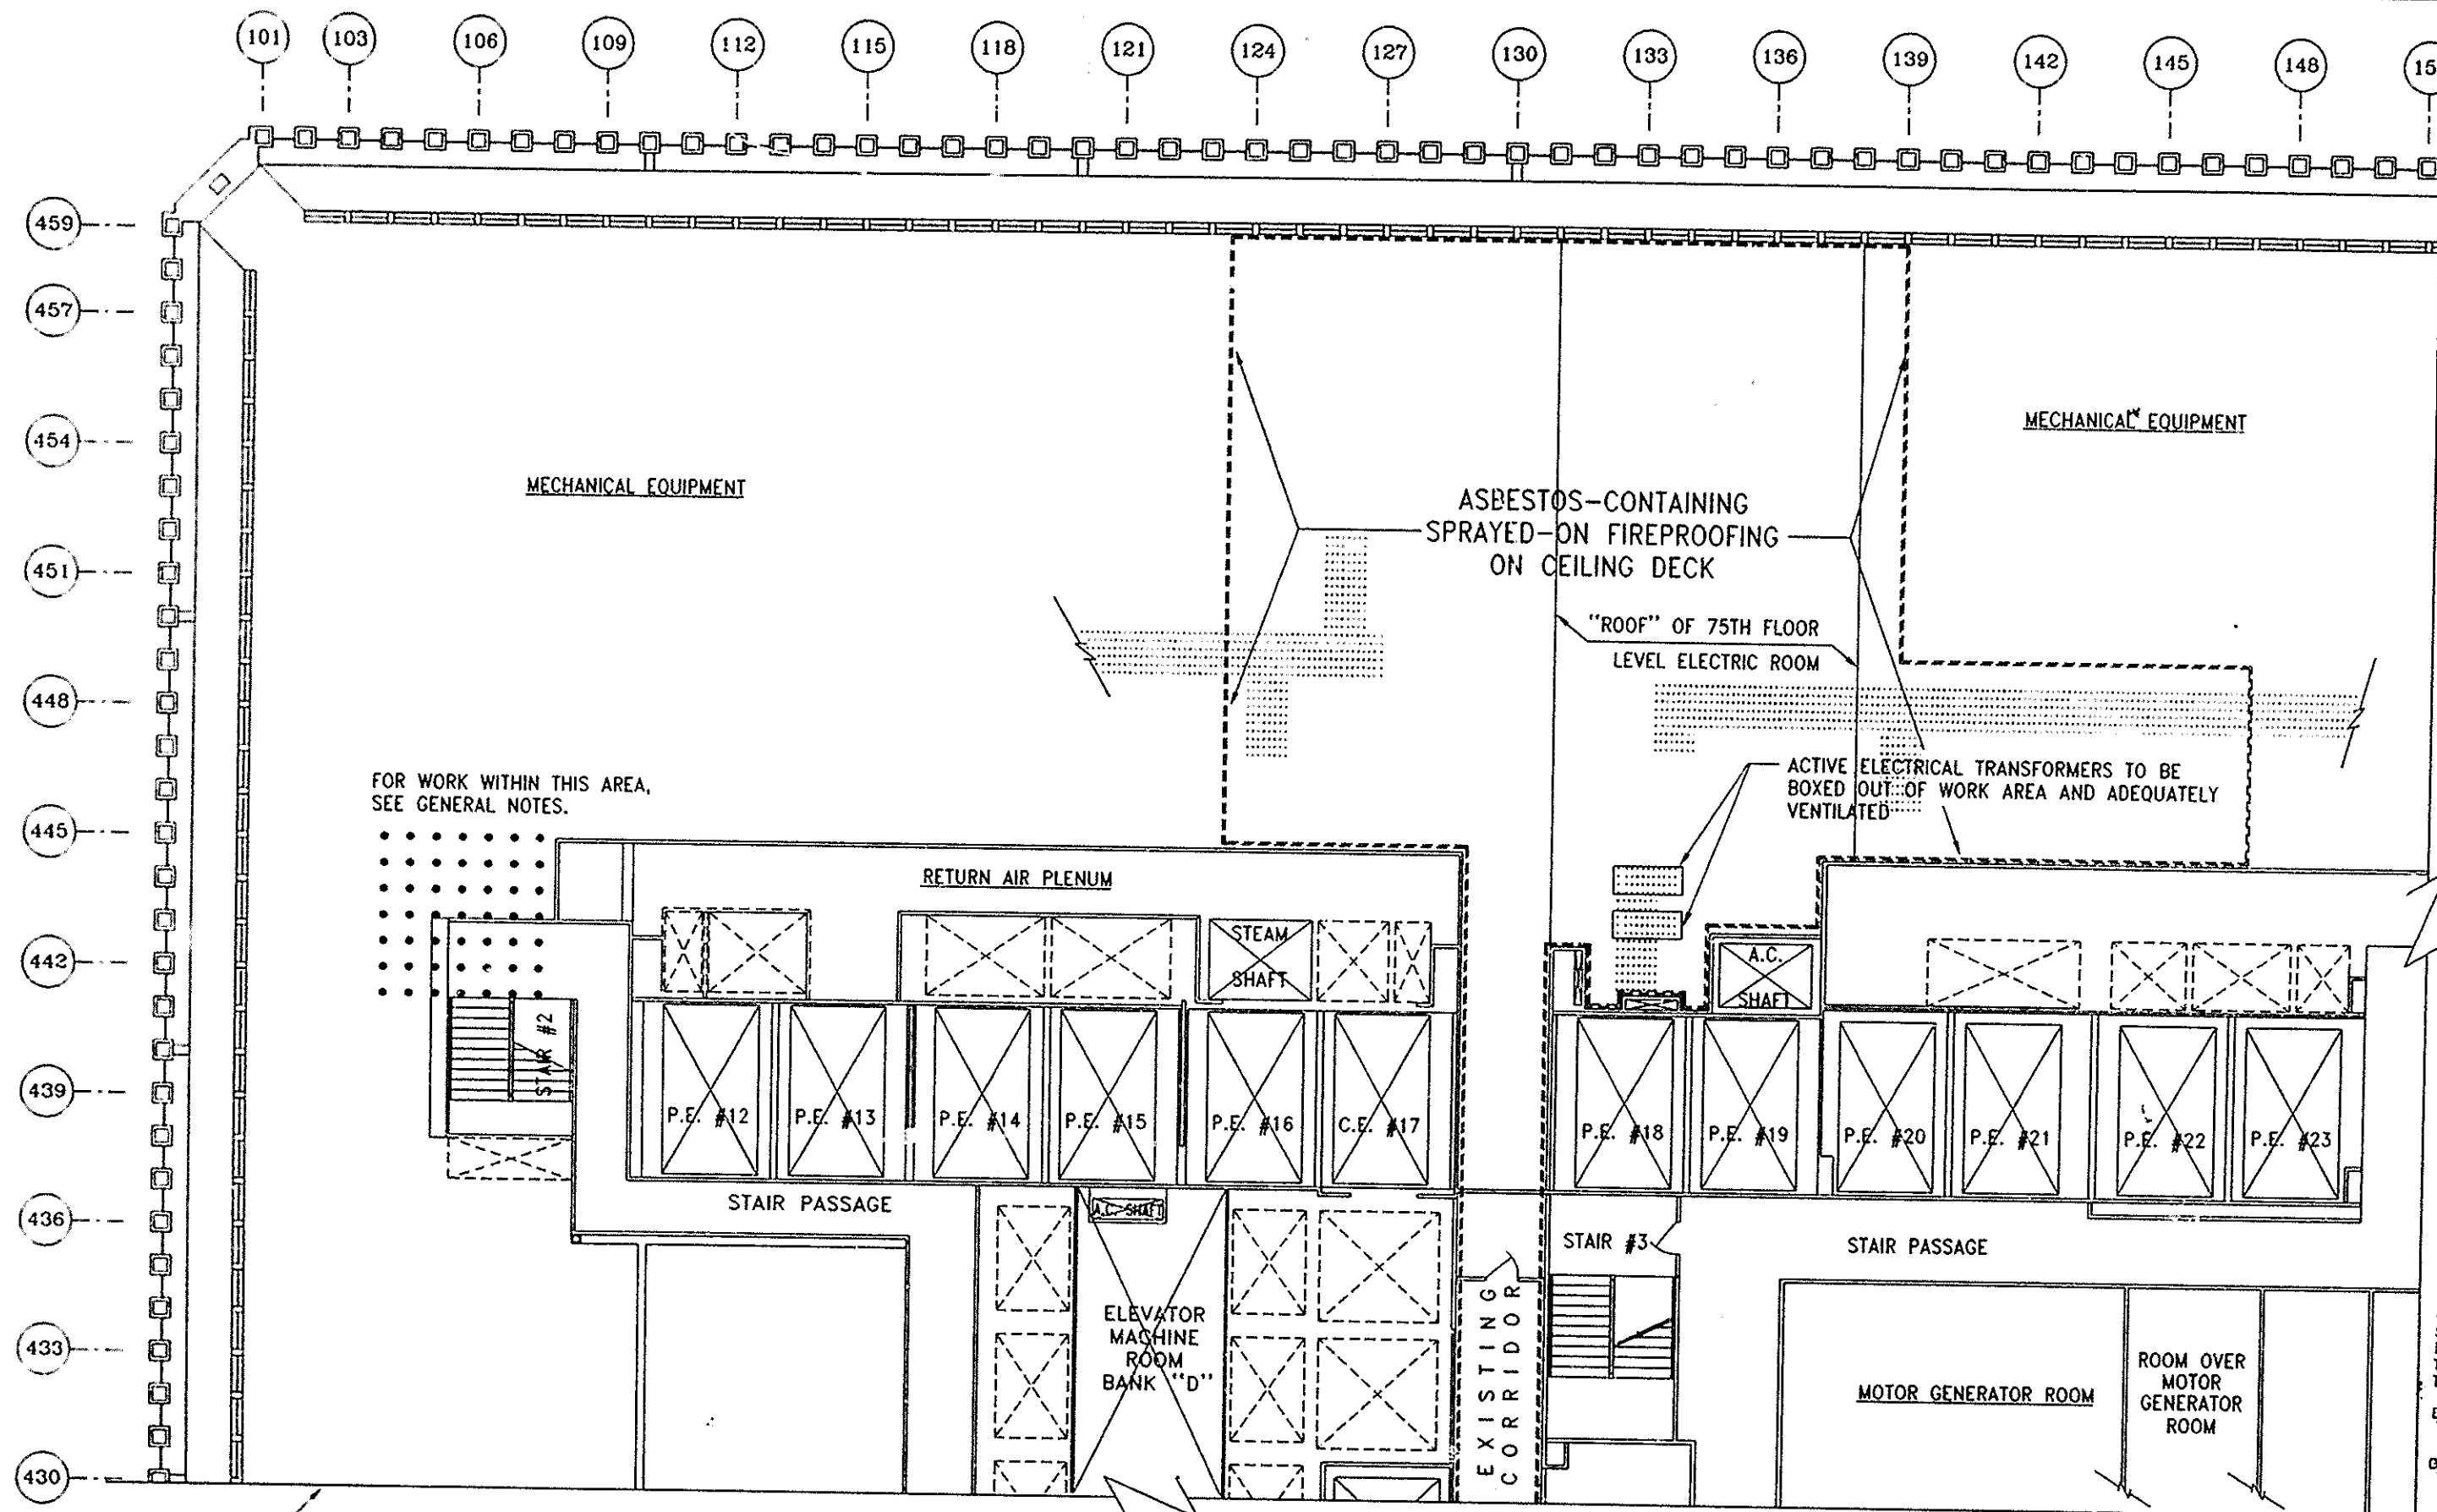 101 103 106 109 112 115 118 121 124 127 130 133 136 139 142 145 148
459
457
454
451
448
445
442
439
436
433
430
MECHANICAL EQUIPMENT
MECHANICAL EQUIPMENT
ASBESTOS-CONTAINING
SPRAYED-ON FIREPROOFING
ON CEILING DECK
"ROOF" OF 75TH FLOOR
LEVEL ELECTRIC ROOM
FOR WORK WITHIN THIS AREA,
SEE GENERAL NOTES.
ACTIVE ELECTRICAL TRANSFORMERS TO BE
BOXED OUT OF WORK AREA AND ADEQUATELY
VENTILATED
RETURN AIR PLENUM
STEAM
SHAFT
A.C.
SHAFT
STAIR #2
P.E. #12
P.E. #13
P.E. #14
P.E. #15
P.E. #16
C.E. #17
P.E. #18
P.E. #19
P.E. #20
P.E. #21
P.E. #22
P.E. #23
STAIR PASSAGE
A.C. SHAFT
STAIR #3
STAIR PASSAGE
ELEVATOR
MACHINE
ROOM
BANK "D"
EXISTING
CORRIDOR
MOTOR GENERATOR ROOM
ROOM OVER
MOTOR
GENERATOR
ROOM